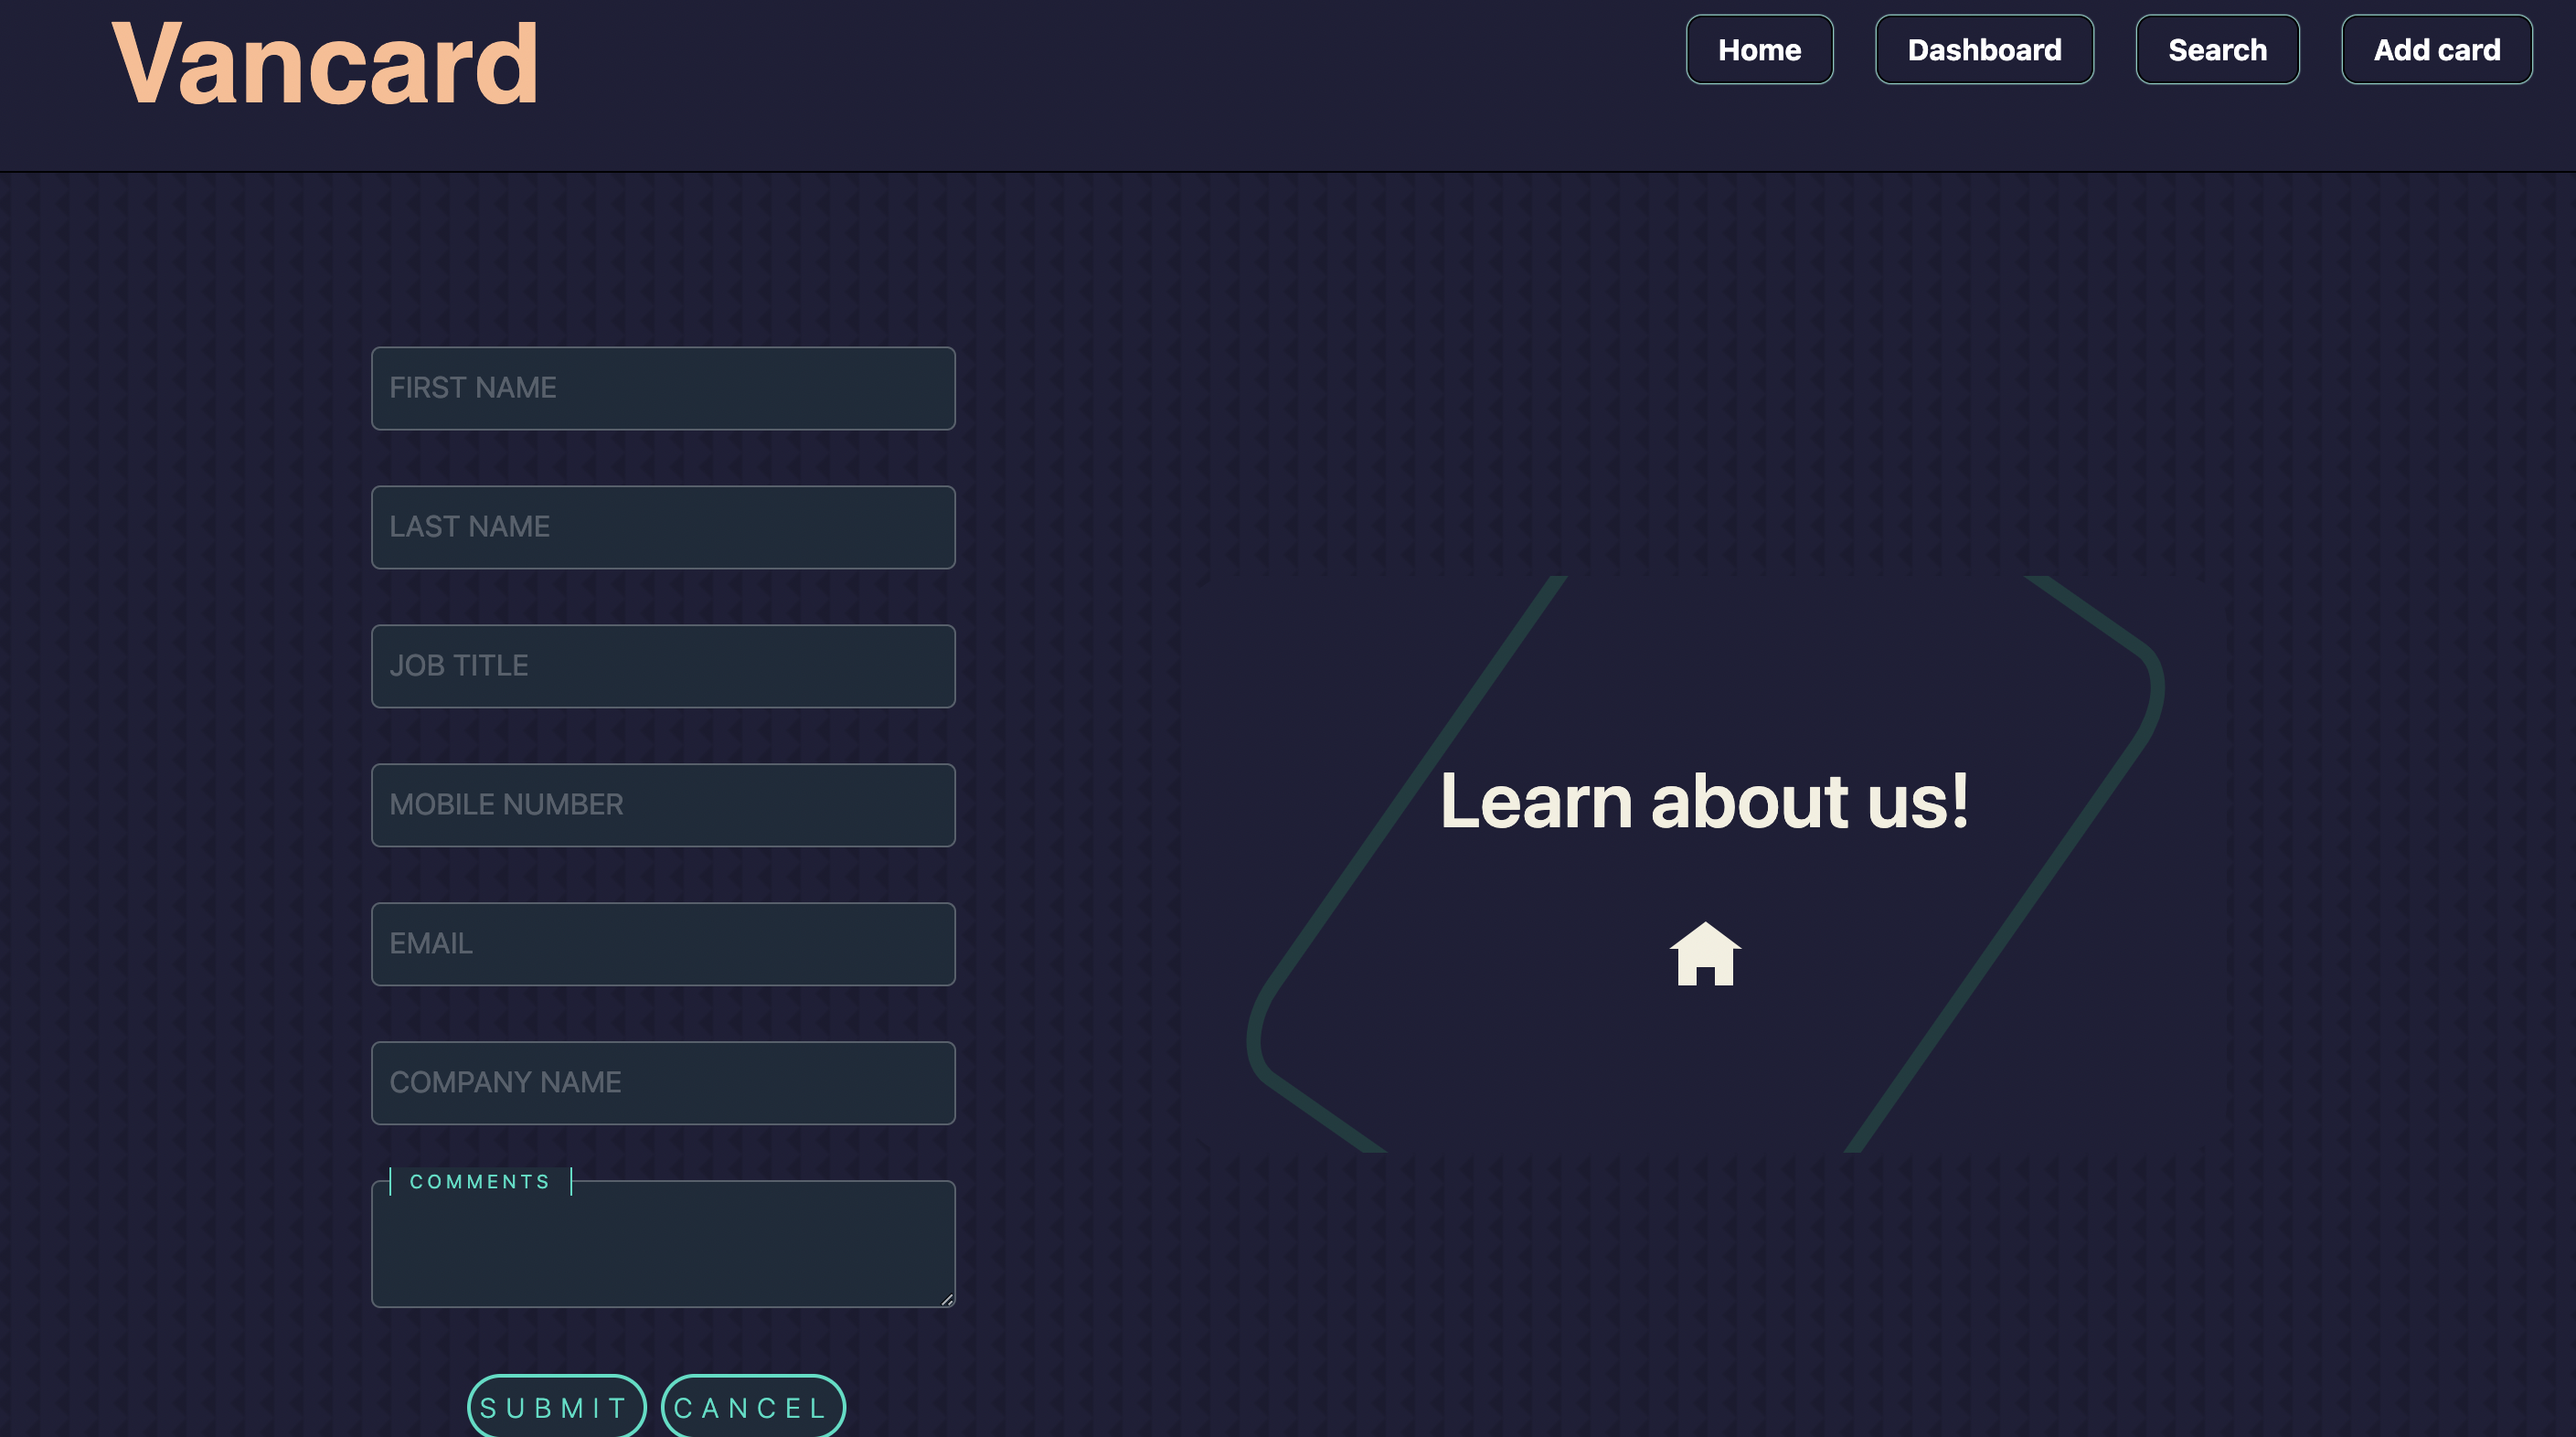 Vancard
Home
Dashboard
Search
Add card
FIRST NAME
LAST NAME
JOB TITLE
MOBILE NUMBER
EMAIL
COMPANY NAME
COMMENTS
SUBMIT
CANCEL
Learn about us!